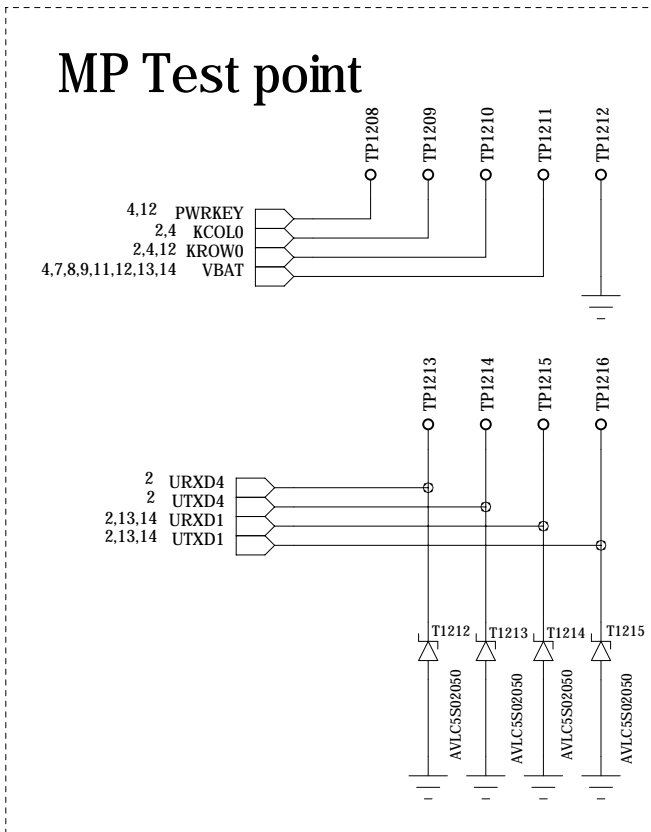 MP Test point
TP1208
TP1209
TP1210
TP1211
TP1212
4,12 PWRKEY
2,4 KCOL0
2,4,12 KROW0
4,7,8,9,11,12,13,14 VBAT
TP1213
TP1214
TP1215
TP1216
2 URXD4
2 UTXD4
2,13,14 URXD1
2,13,14 UTXD1
T1212
T1213
T1214
T1215
AVLC5S02050
AVLC5S02050
AVLC5S02050
AVLC5S02050